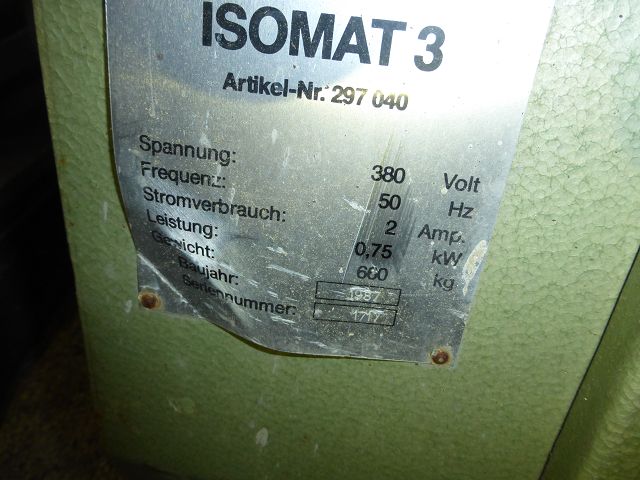 ISOMAT 3
Artikel-Nr. 297 040
Spannung: 380 Volt
Frequenz: 50 Hz
Stromverbrauch: 2 Amp.
Leistung: 0,75 kW
Gewicht: 660 kg
Baujahr: 1987
Seriennummer: 1717